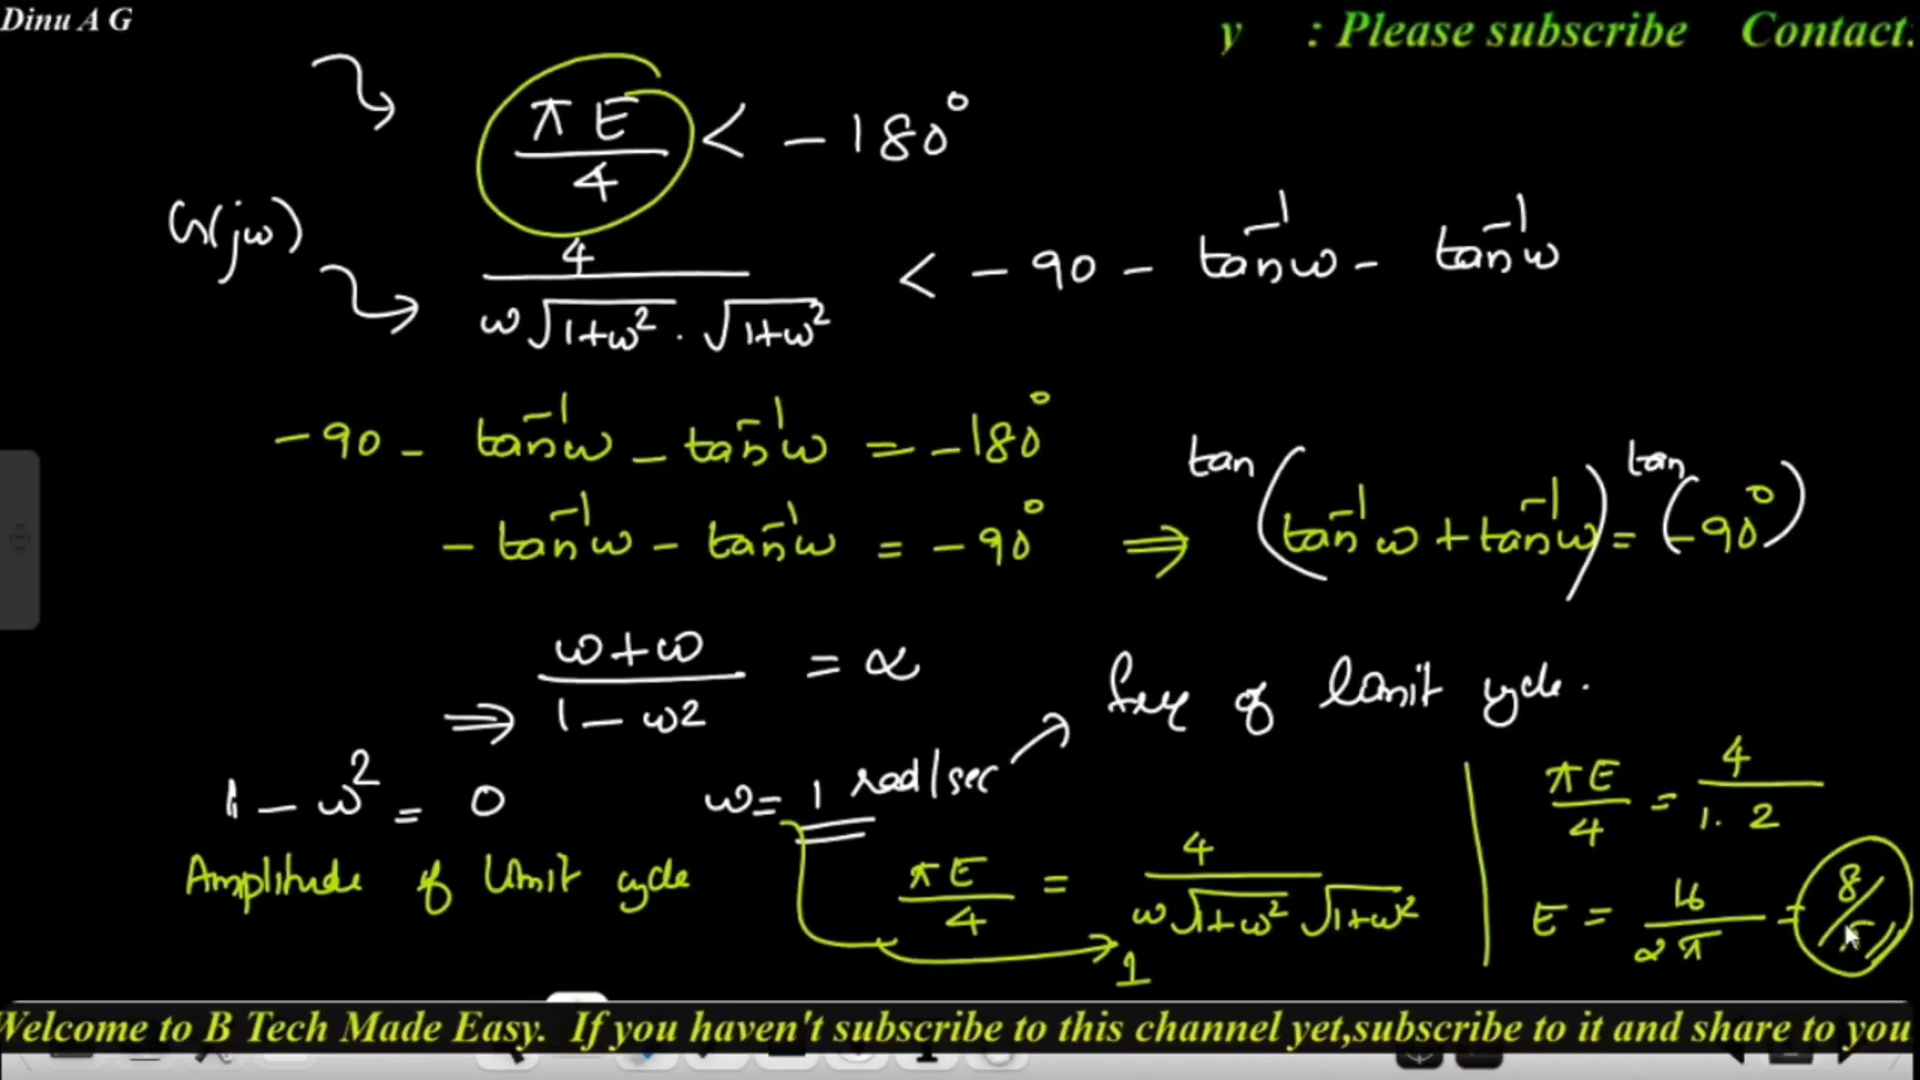 Dinu A G
y : Please subscribe Contact:
πE/4 < -180°
G(jω)
4/(ω√(1+ω²) · √(1+ω²)) < -90 - tan⁻¹ω - tan⁻¹ω
-90 - tan⁻¹ω - tan⁻¹ω = -180°
-tan⁻¹ω - tan⁻¹ω = -90° ⇒ tan(tan⁻¹ω + tan⁻¹ω) = tan(-90°)
⇒ (ω+ω)/(1-ω2) = ∝
freq of limit cycle.
1 - ω² = 0 ω = 1 rad/sec
Amplitude of limit cycle
πE/4 = 4/(ω√(1+ω²) √(1+ω²))
1
πE/4 = 4/(1. 2)
E = 16/2π = 8/π
Welcome to B Tech Made Easy. If you haven't subscribe to this channel yet,subscribe to it and share to you